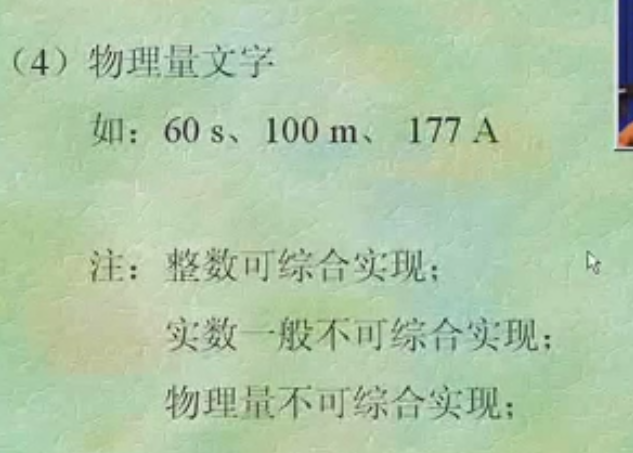 （4）物理量文字
如：60 s、100 m、 177 A
注：整数可综合实现；
实数一般不可综合实现；
物理量不可综合实现；